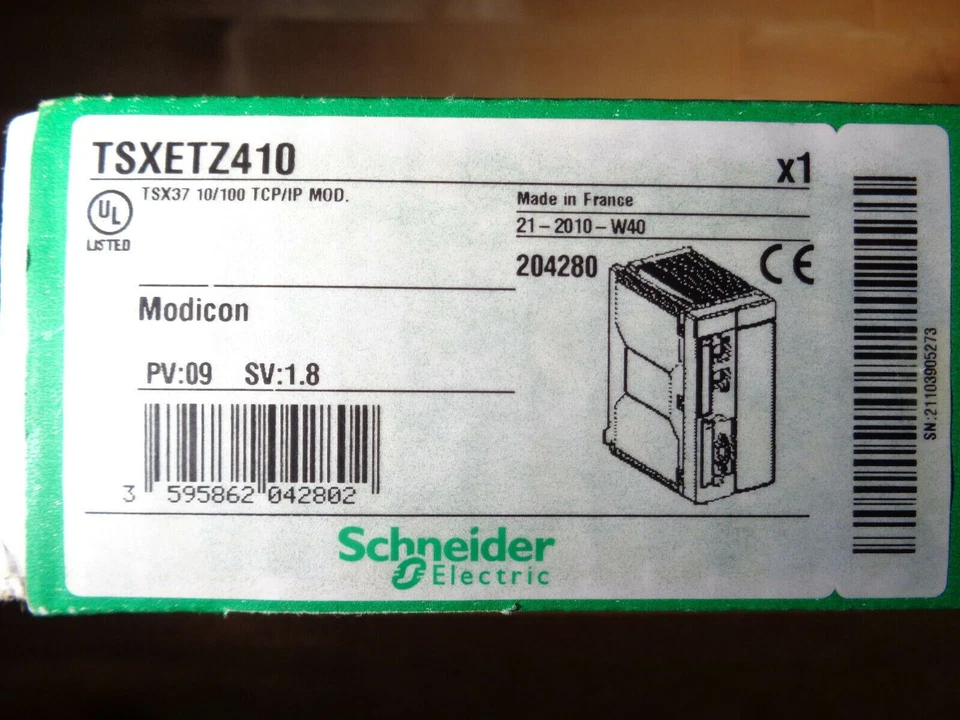 TSXETZ410
x1
TSX37 10/100 TCP/IP MOD.
UL
LISTED
Made in France
21-2010-W40
204280
CE
Modicon
PV:09 SV:1.8
3 595862 042802
SN:21103905273
Schneider
Electric